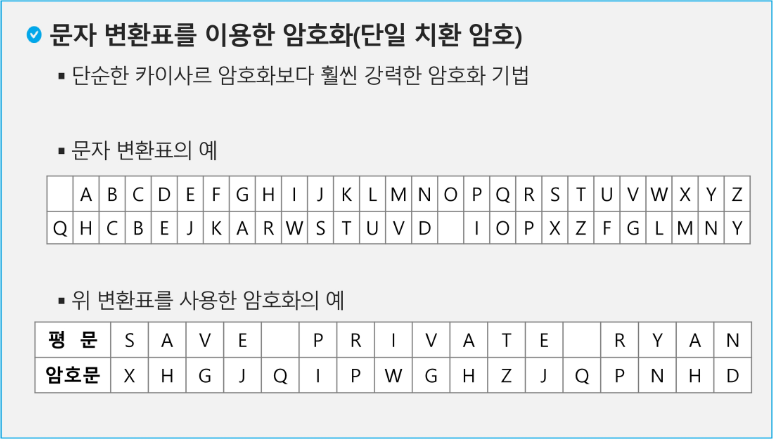 문자 변환표를 이용한 암호화(단일 치환 암호)
▪ 단순한 카이사르 암호화보다 훨씬 강력한 암호화 기법
▪ 문자 변환표의 예
A B C D E F G H I J K L M N O P Q R S T U V W X Y Z
Q H C B E J K A R W S T U V D I O P X Z F G L M N Y
▪ 위 변환표를 사용한 암호화의 예
평 문 S A V E P R I V A T E R Y A N
암호문 X H G J Q I P W G H Z J Q P N H D